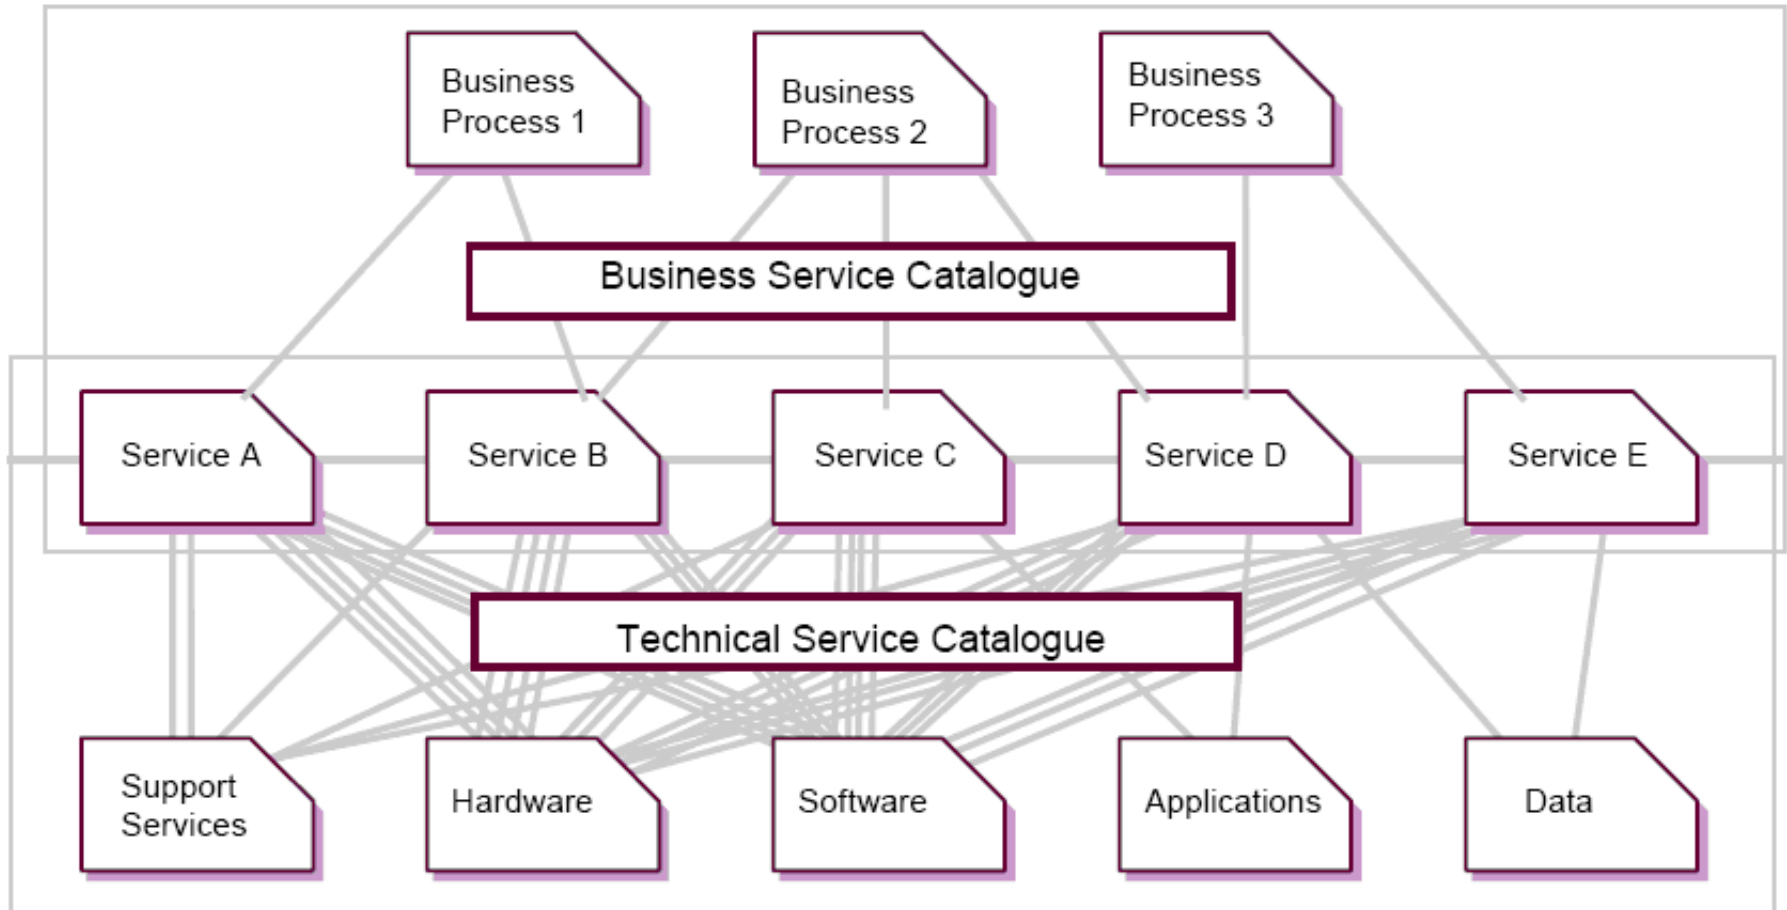 Business
Process 1
Business
Process 2
Business
Process 3
Business Service Catalogue
Service A
Service B
Service C
Service D
Service E
Technical Service Catalogue
Support
Services
Hardware
Software
Applications
Data